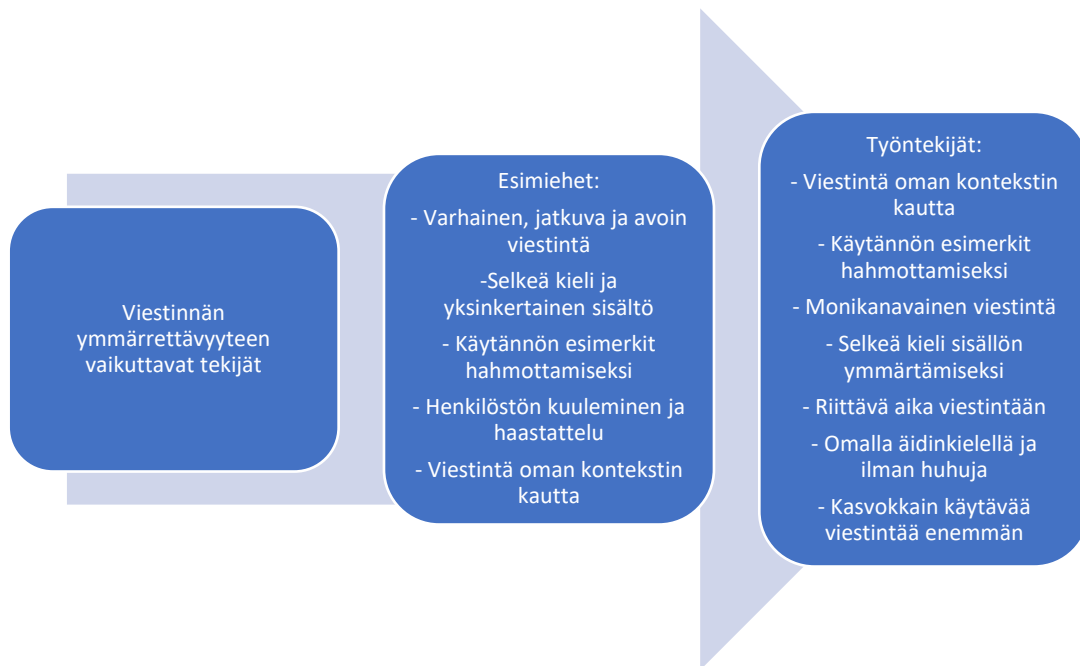 Viestinnän
ymmärrettävyyteen
vaikuttavat tekijät
Esimiehet:
- Varhainen, jatkuva ja avoin
viestintä
-Selkeä kieli ja
yksinkertainen sisältö
- Käytännön esimerkit
hahmottamiseksi
- Henkilöstön kuuleminen ja
haastattelu
- Viestintä oman kontekstin
kautta
Työntekijät:
- Viestintä oman kontekstin
kautta
- Käytännön esimerkit
hahmottamiseksi
- Monikanavainen viestintä
- Selkeä kieli sisällön
ymmärtämiseksi
- Riittävä aika viestintään
- Omalla äidinkielellä ja
ilman huhuja
- Kasvokkain käytävää
viestintää enemmän